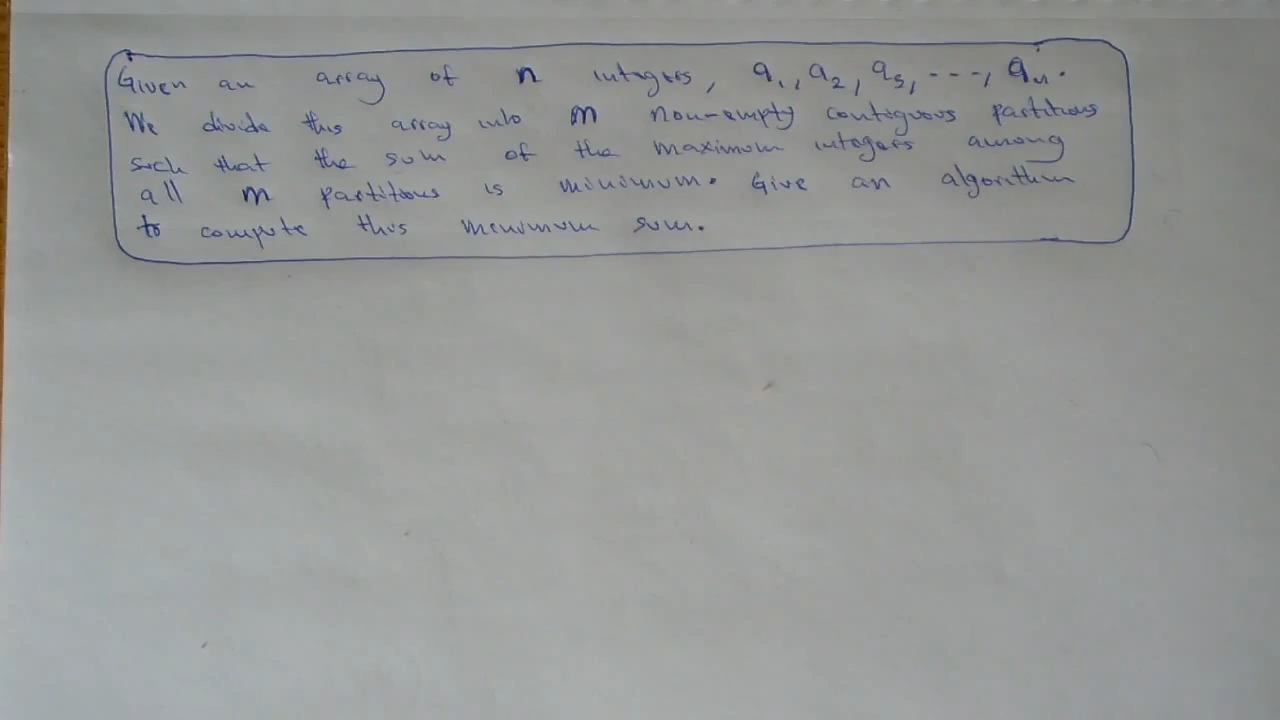 Given an array of n integers, a₁, a₂, a₃, ---, aₙ.
We divide this array into m non-empty contiguous partitions
such that the sum of the maximum integers among
all m partitions is minimum. Give an algorithm
to compute this minimum sum.